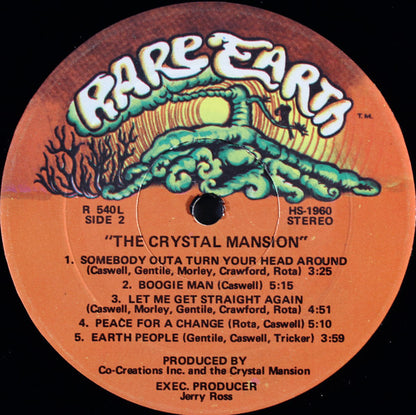 RARE EARTH
T.M.
R 540L HS-1960
SIDE 2 STEREO
"THE CRYSTAL MANSION"
1. SOMEBODY OUTA TURN YOUR HEAD AROUND
(Caswell, Gentile, Morley, Crawford, Rota) 3:25
2. BOOGIE MAN (Caswell) 5:15
3. LET ME GET STRAIGHT AGAIN
(Caswell, Morley, Gentile, Crawford, Rota) 4:51
4. PEACE FOR A CHANGE (Rota, Caswell) 5:10
5. EARTH PEOPLE (Gentile, Caswell, Tricker) 3:59
PRODUCED BY
Co-Creations Inc. and the Crystal Mansion
EXEC. PRODUCER
Jerry Ross